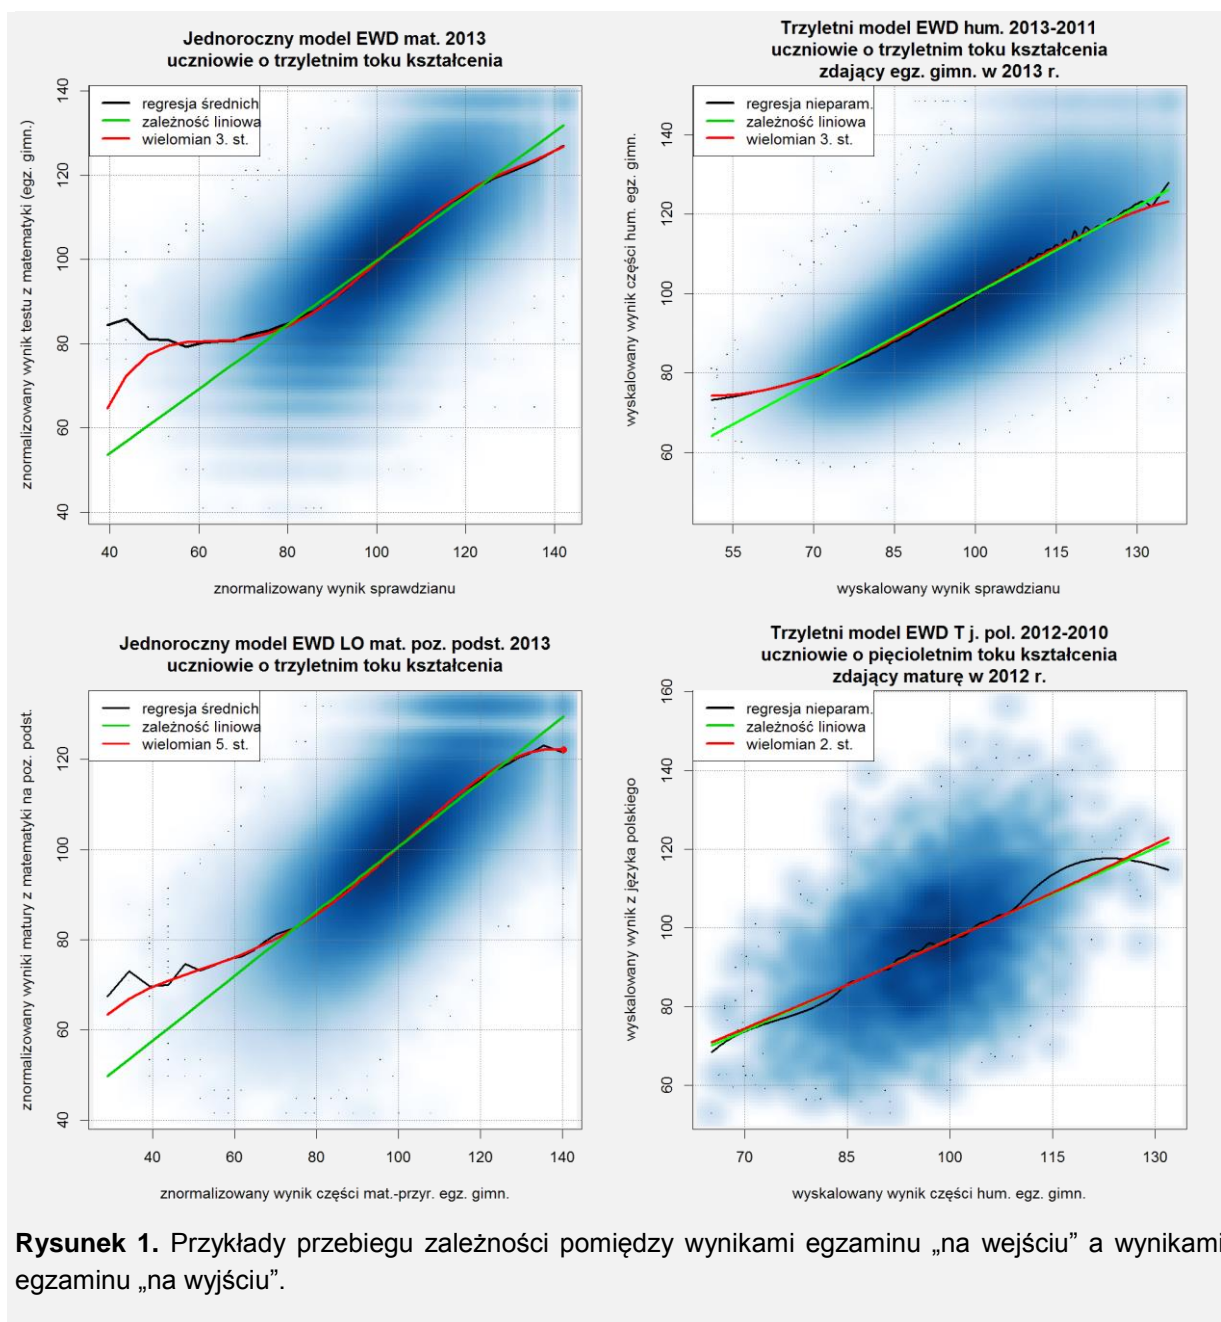 Jednoroczny model EWD mat. 2013
uczniowie o trzyletnim toku kształcenia
regresja średnich
zależność liniowa
wielomian 3. st.
znormalizowany wynik testu z matematyki (egz. gimn.)
140
120
100
80
60
40
40 60 80 100 120 140
znormalizowany wynik sprawdzianu
Trzyletni model EWD hum. 2013-2011
uczniowie o trzyletnim toku kształcenia
zdający egz. gimn. w 2013 r.
regresja nieparam.
zależność liniowa
wielomian 3. st.
wyskalowany wynik części hum. egz. gimn.
140
120
100
80
60
55 70 85 100 115 130
wyskalowany wynik sprawdzianu
Jednoroczny model EWD LO mat. poz. podst. 2013
uczniowie o trzyletnim toku kształcenia
regresja średnich
zależność liniowa
wielomian 5. st.
znormalizowany wyniki matury z matematyki na poz. podst.
120
100
80
60
40
40 60 80 100 120 140
znormalizowany wynik części mat.-przyr. egz. gimn.
Trzyletni model EWD T j. pol. 2012-2010
uczniowie o pięcioletnim toku kształcenia
zdający maturę w 2012 r.
regresja nieparam.
zależność liniowa
wielomian 2. st.
wyskalowany wynik z języka polskiego
160
140
120
100
80
60
70 85 100 115 130
wyskalowany wynik części hum. egz. gimn.
Rysunek 1. Przykłady przebiegu zależności pomiędzy wynikami egzaminu „na wejściu” a wynikami
egzaminu „na wyjściu”.